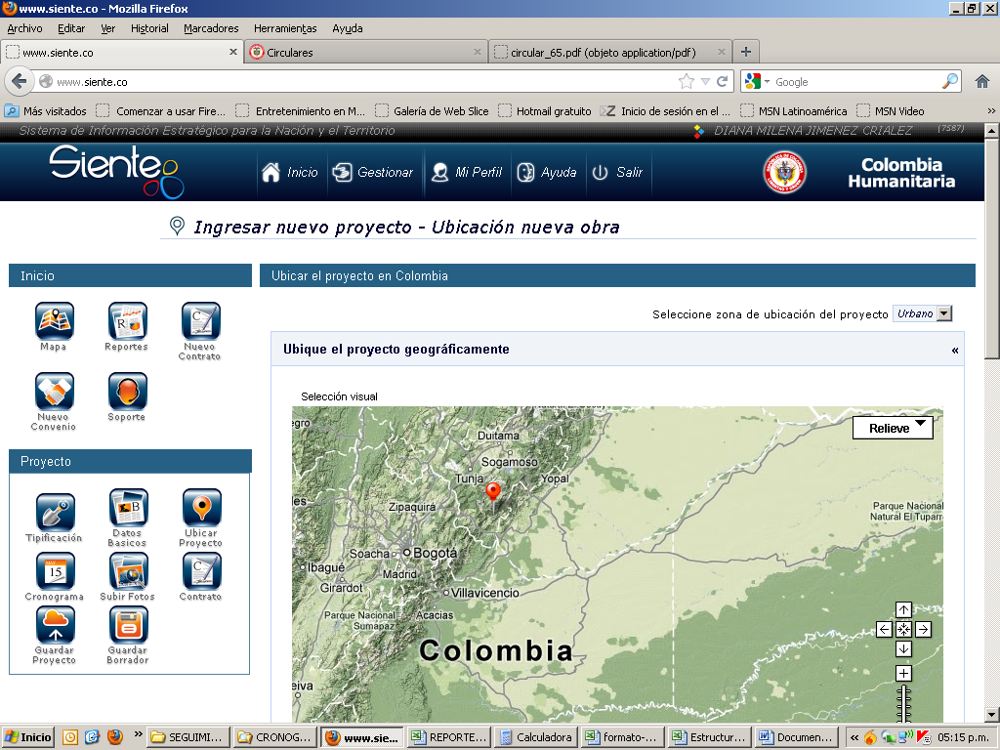 www.siente.co - Mozilla Firefox
Archivo Editar Ver Historial Marcadores Herramientas Ayuda
www.siente.co
Circulares
circular_65.pdf (objeto application/pdf)
www.siente.co
Google
Más visitados
Comenzar a usar Fire...
Entretenimiento en M...
Galería de Web Slice
Hotmail gratuito
Inicio de sesión en el ...
MSN Latinoamérica
MSN Video
Sistema de Información Estratégico para la Nación y el Territorio
DIANA MILENA JIMENEZ CRIALEZ (7587)
Siente
Inicio
Gestionar
Mi Perfil
Ayuda
Salir
Colombia
Humanitaria
Ingresar nuevo proyecto - Ubicación nueva obra
Inicio
Mapa
Reportes
Nuevo
Contrato
Nuevo
Convenio
Soporte
Proyecto
Tipificación
Datos
Basicos
Ubicar
Proyecto
Cronograma
Subir Fotos
Contrato
Guardar
Proyecto
Guardar
Borrador
Ubicar el proyecto en Colombia
Seleccione zona de ubicación del proyecto Urbano
Ubique el proyecto geográficamente «
Selección visual
Relieve
Duitama
Sogamoso
Tunja
Yopal
Zipaquirá
Parque Nacional
Natural El Tuparr
Soacha
Bogotá
Ibagué
Madrid
Girardot
Villavicencio
Parque Nacional
Sumapaz
Acacias
Colombia
eiva
Inicio
SEGUIMI...
CRONOG...
www.sie...
REPORTE...
Calculadora
formato-...
Estructur...
Documen...
05:15 p.m.